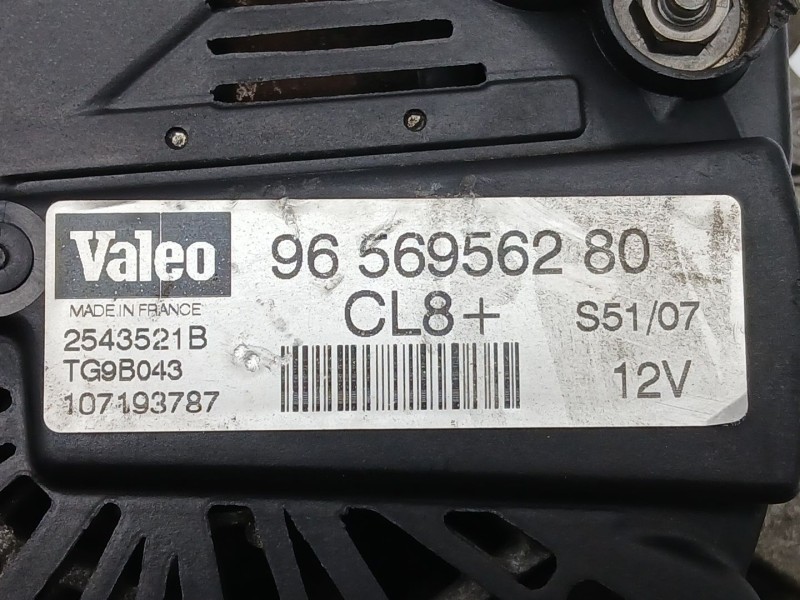 Valeo
96 569562 80
MADE IN FRANCE
CL8+
S51/07
2543521B
TG9B043
107193787
12V